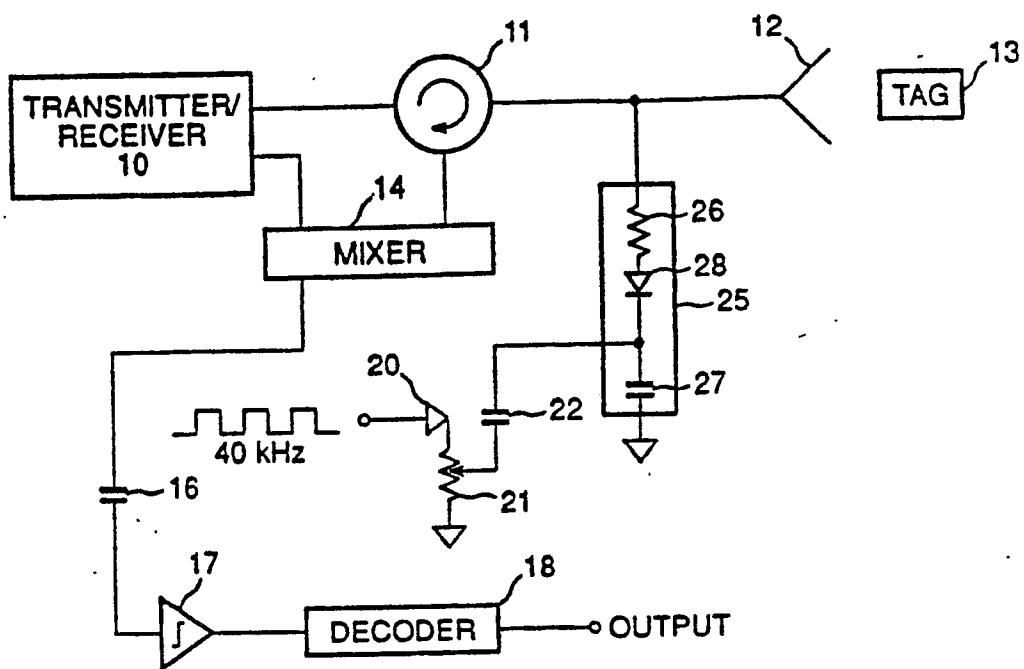 11
12
13
TRANSMITTER/
RECEIVER
10
TAG
14
26
MIXER
28
25
20
27
22
40 kHz
16
21
17
18
DECODER
OUTPUT